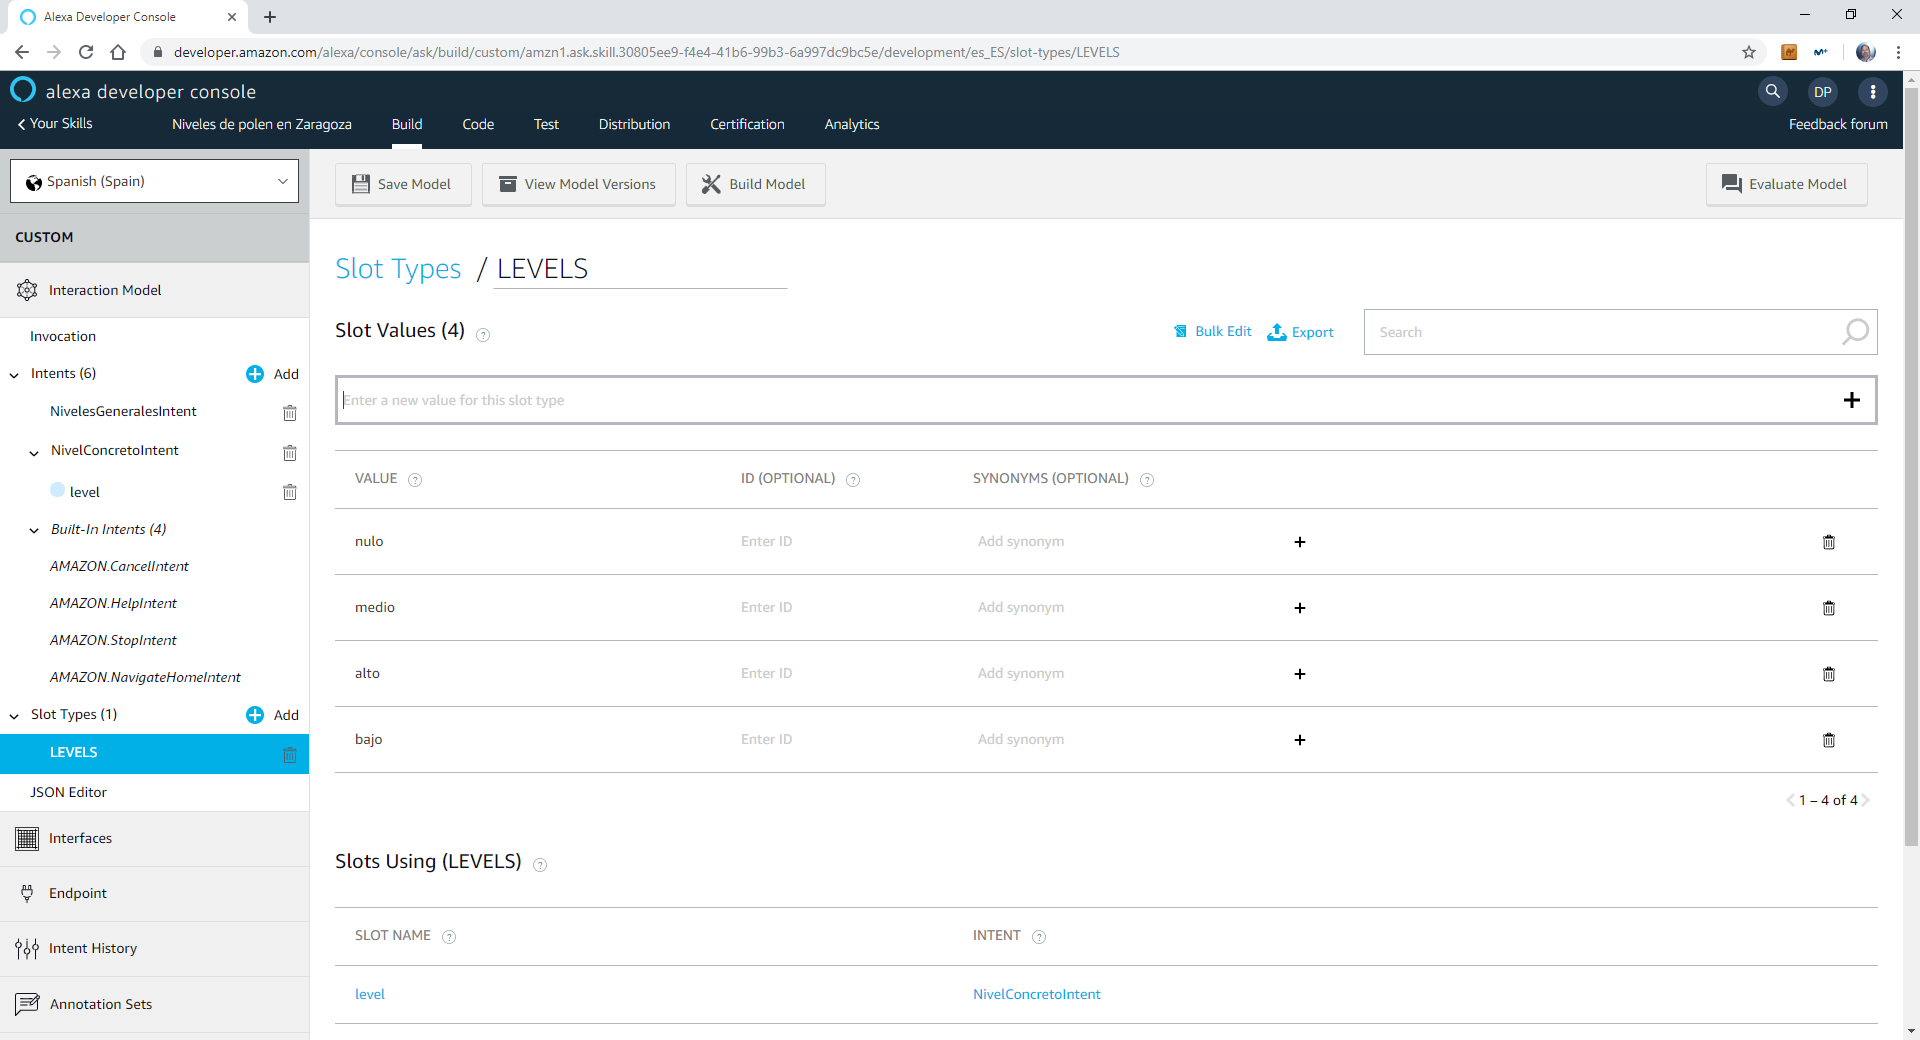 Alexa Developer Console
developer.amazon.com/alexa/console/ask/build/custom/amzn1.ask.skill.30805ee9-f4e4-41b6-99b3-6a997dc9bc5e/development/es_ES/slot-types/LEVELS
alexa developer console
DP
Your Skills
Niveles de polen en Zaragoza
Build
Code
Test
Distribution
Certification
Analytics
Feedback forum
Spanish (Spain)
CUSTOM
Interaction Model
Invocation
Intents (6)
Add
NivelesGeneralesIntent
NivelConcretoIntent
level
Built-In Intents (4)
AMAZON.CancelIntent
AMAZON.HelpIntent
AMAZON.StopIntent
AMAZON.NavigateHomeIntent
Slot Types (1)
Add
LEVELS
JSON Editor
Interfaces
Endpoint
Intent History
Annotation Sets
Save Model
View Model Versions
Build Model
Evaluate Model
Slot Types / LEVELS
Slot Values (4) ?
Bulk Edit
Export
Search
Enter a new value for this slot type
VALUE ? ID (OPTIONAL) ? SYNONYMS (OPTIONAL) ?
nulo Enter ID Add synonym
medio Enter ID Add synonym
alto Enter ID Add synonym
bajo Enter ID Add synonym
1 – 4 of 4
Slots Using (LEVELS) ?
SLOT NAME ? INTENT ?
level NivelConcretoIntent